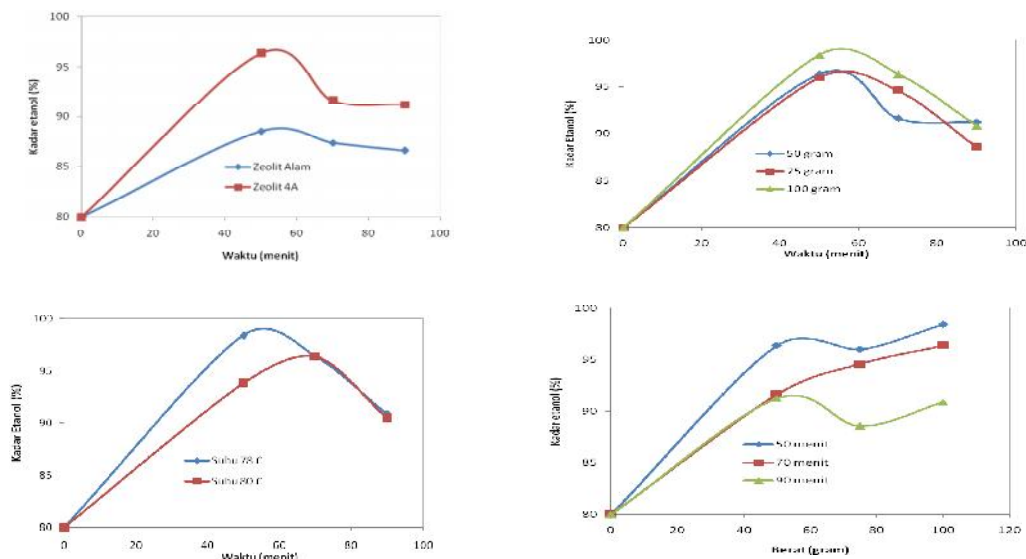 100
95
90
85
80
Kadar etanol (%)
Zeolit Alam
Zeolit 4A
0
20
40
60
80
100
Waktu (menit)
100
95
90
85
80
Kadar Etanol (%)
50 gram
75 gram
100 gram
0
20
40
60
80
100
Waktu (menit)
100
95
90
85
80
Kadar Etanol (%)
Suhu 78 C
Suhu 80 C
0
20
40
60
80
100
Waktu (menit)
100
95
90
85
80
Kadar etanol (%)
50 menit
70 menit
90 menit
0
20
40
60
80
100
120
Berat (gram)